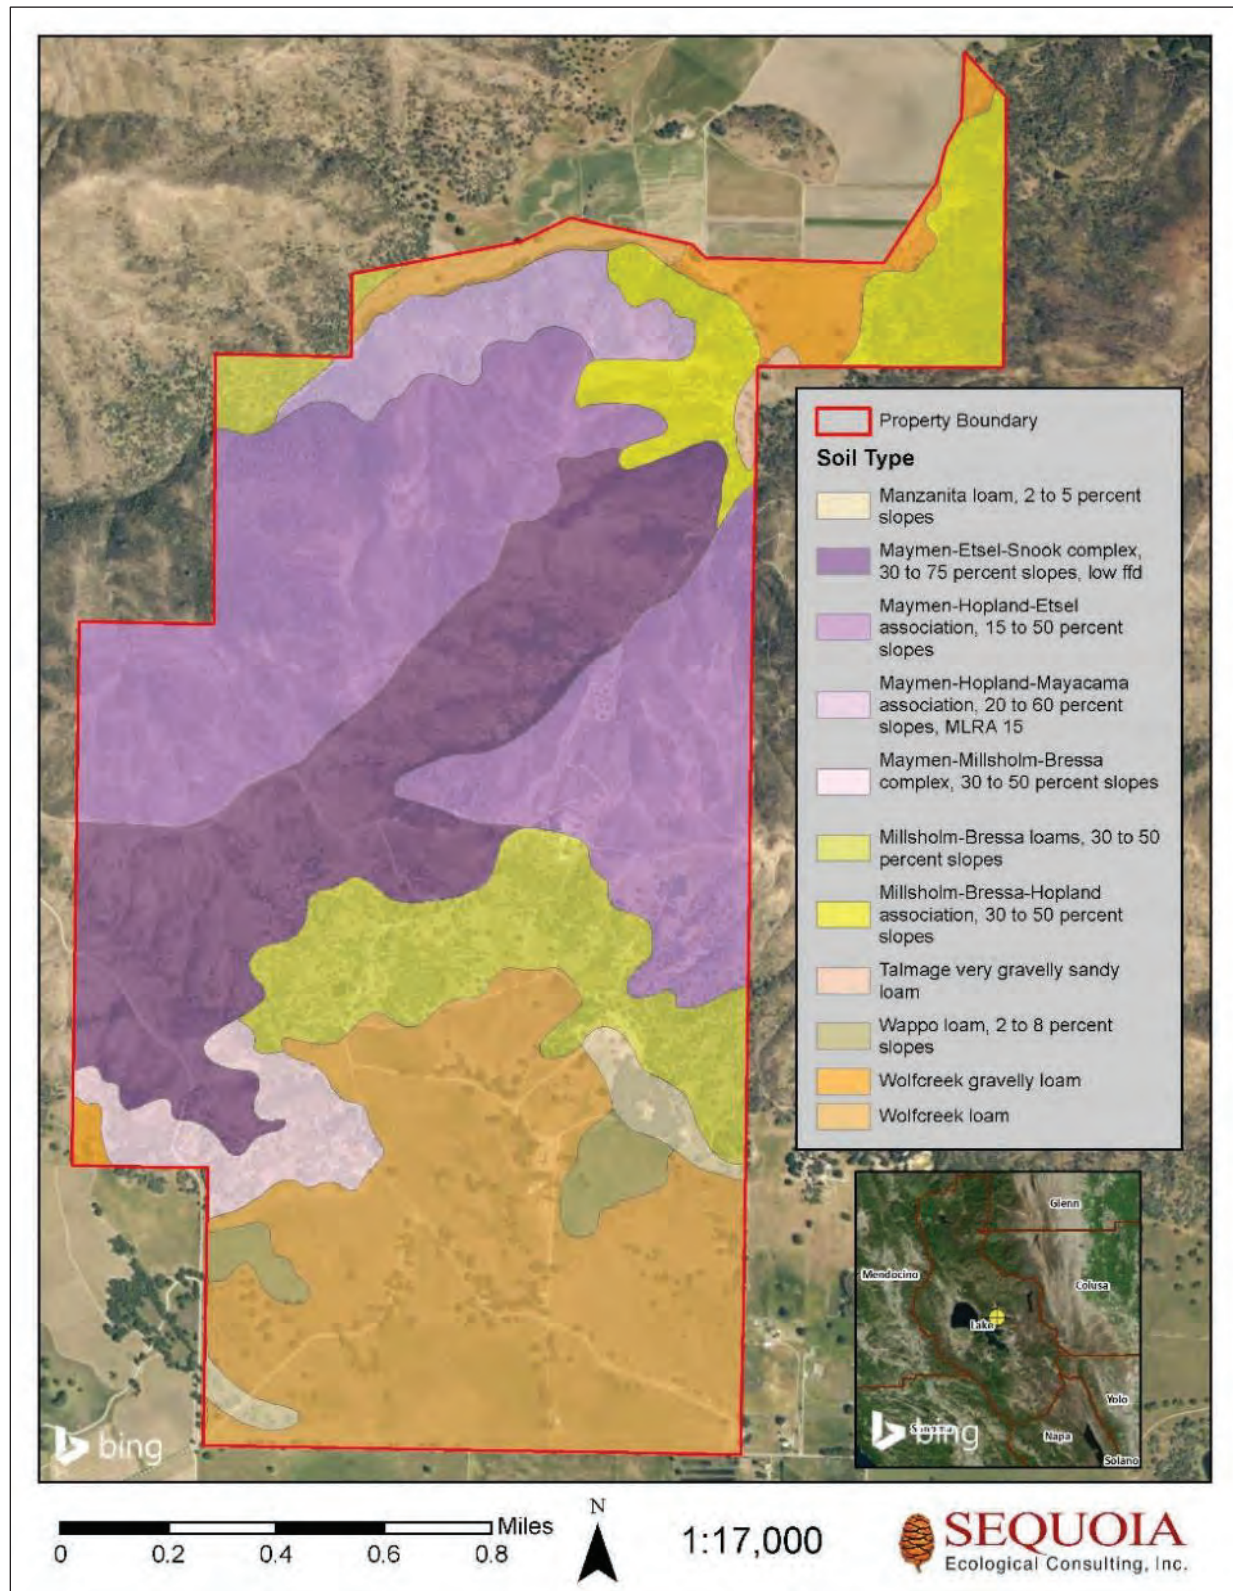 Property Boundary
Soil Type
Manzanita loam, 2 to 5 percent
slopes
Maymen-Etsel-Snook complex,
30 to 75 percent slopes, low ffd
Maymen-Hopland-Etsel
association, 15 to 50 percent
slopes
Maymen-Hopland-Mayacama
association, 20 to 60 percent
slopes, MLRA 15
Maymen-Millsholm-Bressa
complex, 30 to 50 percent slopes
Millsholm-Bressa loams, 30 to 50
percent slopes
Millsholm-Bressa-Hopland
association, 30 to 50 percent
slopes
Talmage very gravelly sandy
loam
Wappo loam, 2 to 8 percent
slopes
Wolfcreek gravelly loam
Wolfcreek loam
Glenn
Mendocino
Colusa
Lake
Yolo
Napa
Solano
bing
bing
Miles
0 0.2 0.4 0.6 0.8
N
1:17,000
SEQUOIA
Ecological Consulting, Inc.